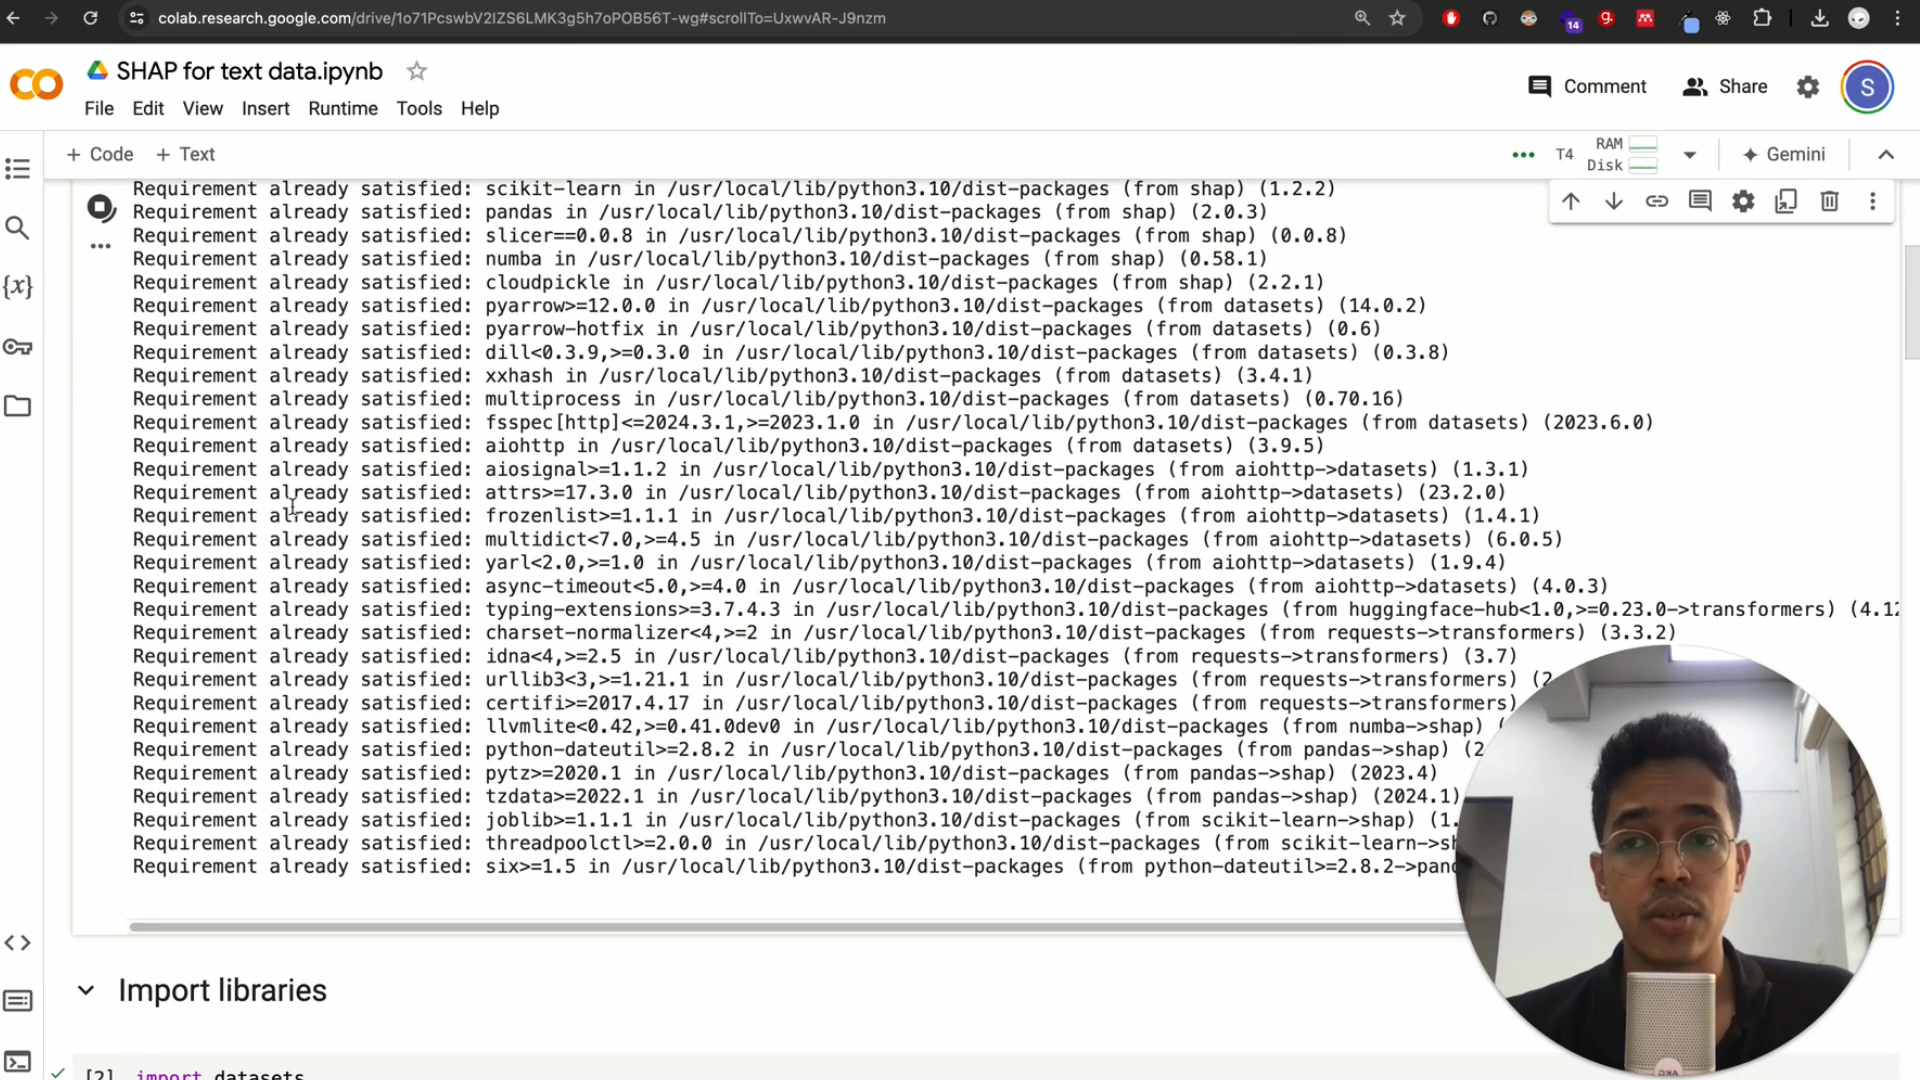 colab.research.google.com/drive/1o71PcswbV2IZS6LMK3g5h7oPOB56T-wg#scrollTo=UxwvAR-J9nzm
14
SHAP for text data.ipynb
Comment
Share
S
File Edit View Insert Runtime Tools Help
+ Code + Text
T4
RAM
Disk
Gemini
Requirement already satisfied: scikit-learn in /usr/local/lib/python3.10/dist-packages (from shap) (1.2.2)
Requirement already satisfied: pandas in /usr/local/lib/python3.10/dist-packages (from shap) (2.0.3)
Requirement already satisfied: slicer==0.0.8 in /usr/local/lib/python3.10/dist-packages (from shap) (0.0.8)
Requirement already satisfied: numba in /usr/local/lib/python3.10/dist-packages (from shap) (0.58.1)
Requirement already satisfied: cloudpickle in /usr/local/lib/python3.10/dist-packages (from shap) (2.2.1)
Requirement already satisfied: pyarrow>=12.0.0 in /usr/local/lib/python3.10/dist-packages (from datasets) (14.0.2)
Requirement already satisfied: pyarrow-hotfix in /usr/local/lib/python3.10/dist-packages (from datasets) (0.6)
Requirement already satisfied: dill<0.3.9,>=0.3.0 in /usr/local/lib/python3.10/dist-packages (from datasets) (0.3.8)
Requirement already satisfied: xxhash in /usr/local/lib/python3.10/dist-packages (from datasets) (3.4.1)
Requirement already satisfied: multiprocess in /usr/local/lib/python3.10/dist-packages (from datasets) (0.70.16)
Requirement already satisfied: fsspec[http]<=2024.3.1,>=2023.1.0 in /usr/local/lib/python3.10/dist-packages (from datasets) (2023.6.0)
Requirement already satisfied: aiohttp in /usr/local/lib/python3.10/dist-packages (from datasets) (3.9.5)
Requirement already satisfied: aiosignal>=1.1.2 in /usr/local/lib/python3.10/dist-packages (from aiohttp->datasets) (1.3.1)
Requirement already satisfied: attrs>=17.3.0 in /usr/local/lib/python3.10/dist-packages (from aiohttp->datasets) (23.2.0)
Requirement already satisfied: frozenlist>=1.1.1 in /usr/local/lib/python3.10/dist-packages (from aiohttp->datasets) (1.4.1)
Requirement already satisfied: multidict<7.0,>=4.5 in /usr/local/lib/python3.10/dist-packages (from aiohttp->datasets) (6.0.5)
Requirement already satisfied: yarl<2.0,>=1.0 in /usr/local/lib/python3.10/dist-packages (from aiohttp->datasets) (1.9.4)
Requirement already satisfied: async-timeout<5.0,>=4.0 in /usr/local/lib/python3.10/dist-packages (from aiohttp->datasets) (4.0.3)
Requirement already satisfied: typing-extensions>=3.7.4.3 in /usr/local/lib/python3.10/dist-packages (from huggingface-hub<1.0,>=0.23.0->transformers) (4.12
Requirement already satisfied: charset-normalizer<4,>=2 in /usr/local/lib/python3.10/dist-packages (from requests->transformers) (3.3.2)
Requirement already satisfied: idna<4,>=2.5 in /usr/local/lib/python3.10/dist-packages (from requests->transformers) (3.7)
Requirement already satisfied: urllib3<3,>=1.21.1 in /usr/local/lib/python3.10/dist-packages (from requests->transformers) (2
Requirement already satisfied: certifi>=2017.4.17 in /usr/local/lib/python3.10/dist-packages (from requests->transformers)
Requirement already satisfied: llvmlite<0.42,>=0.41.0dev0 in /usr/local/lib/python3.10/dist-packages (from numba->shap) (
Requirement already satisfied: python-dateutil>=2.8.2 in /usr/local/lib/python3.10/dist-packages (from pandas->shap) (2
Requirement already satisfied: pytz>=2020.1 in /usr/local/lib/python3.10/dist-packages (from pandas->shap) (2023.4)
Requirement already satisfied: tzdata>=2022.1 in /usr/local/lib/python3.10/dist-packages (from pandas->shap) (2024.1)
Requirement already satisfied: joblib>=1.1.1 in /usr/local/lib/python3.10/dist-packages (from scikit-learn->shap) (1.
Requirement already satisfied: threadpoolctl>=2.0.0 in /usr/local/lib/python3.10/dist-packages (from scikit-learn->sh
Requirement already satisfied: six>=1.5 in /usr/local/lib/python3.10/dist-packages (from python-dateutil>=2.8.2->pand
Import libraries
[2] import datasets
AKG